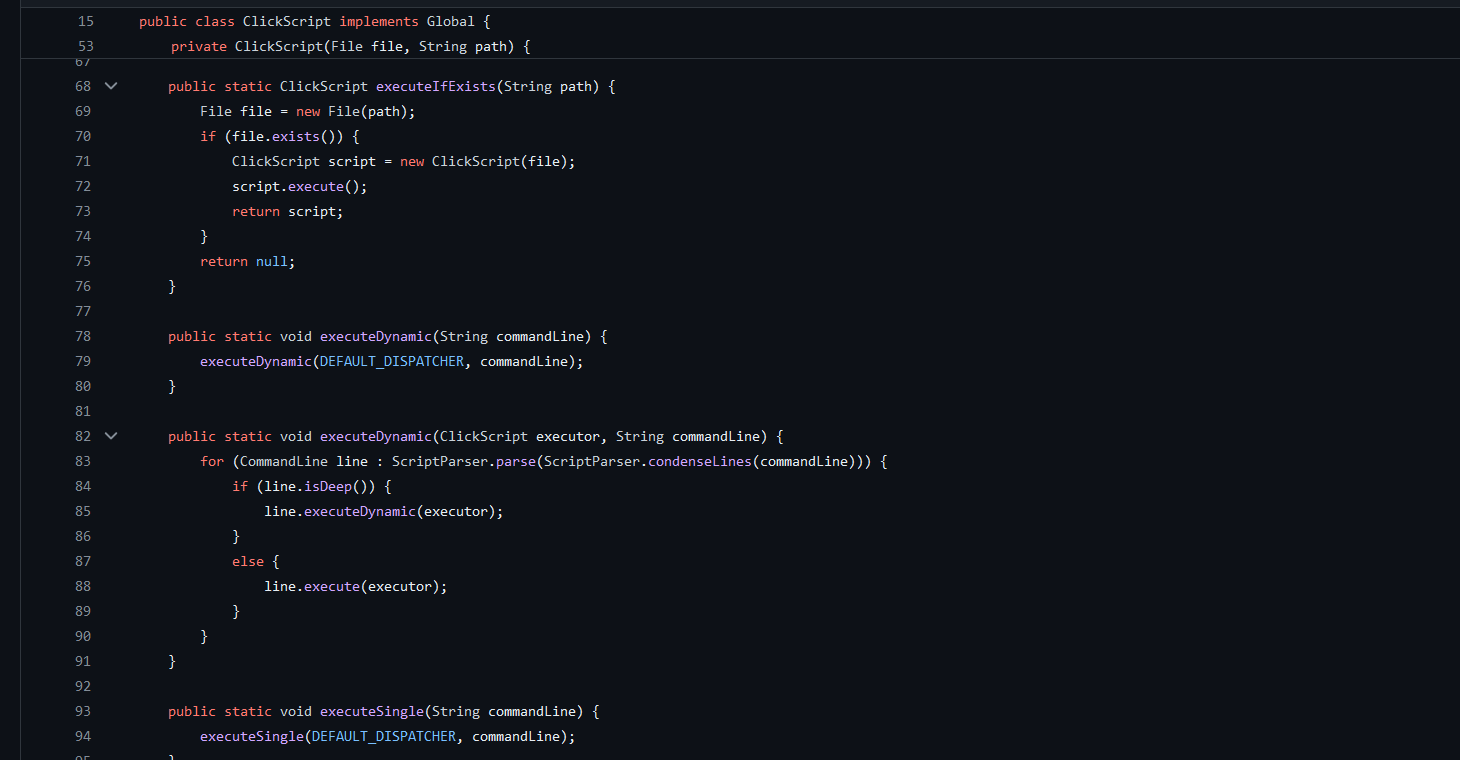 15 public class ClickScript implements Global {
53 private ClickScript(File file, String path) {
67
68 public static ClickScript executeIfExists(String path) {
69 File file = new File(path);
70 if (file.exists()) {
71 ClickScript script = new ClickScript(file);
72 script.execute();
73 return script;
74 }
75 return null;
76 }
77
78 public static void executeDynamic(String commandLine) {
79 executeDynamic(DEFAULT_DISPATCHER, commandLine);
80 }
81
82 public static void executeDynamic(ClickScript executor, String commandLine) {
83 for (CommandLine line : ScriptParser.parse(ScriptParser.condenseLines(commandLine))) {
84 if (line.isDeep()) {
85 line.executeDynamic(executor);
86 }
87 else {
88 line.execute(executor);
89 }
90 }
91 }
92
93 public static void executeSingle(String commandLine) {
94 executeSingle(DEFAULT_DISPATCHER, commandLine);
95 }